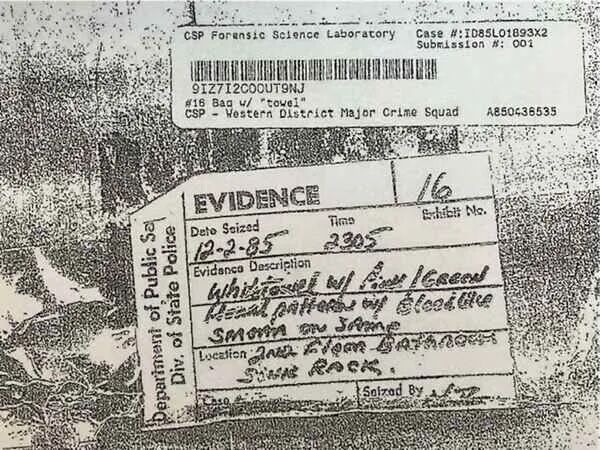 CSP Forensic Science Laboratory Case #:ID85L01893X2
Submission #: 001
9IZ7I2COOUT9NJ
#16 Bag w/ "towel"
CSP - Western District Major Crime Squad A850436535
Department of Public Sa
Div. of State Police
EVIDENCE 16
Exhibit No.
Date Seized Time
12-2-85 2305
Evidence Description
White towel w/ Pink/Green
floral pattern w/ Blood like
smear on same
Location 2nd Floor Bathroom
Sink Rack.
Case # Seized By